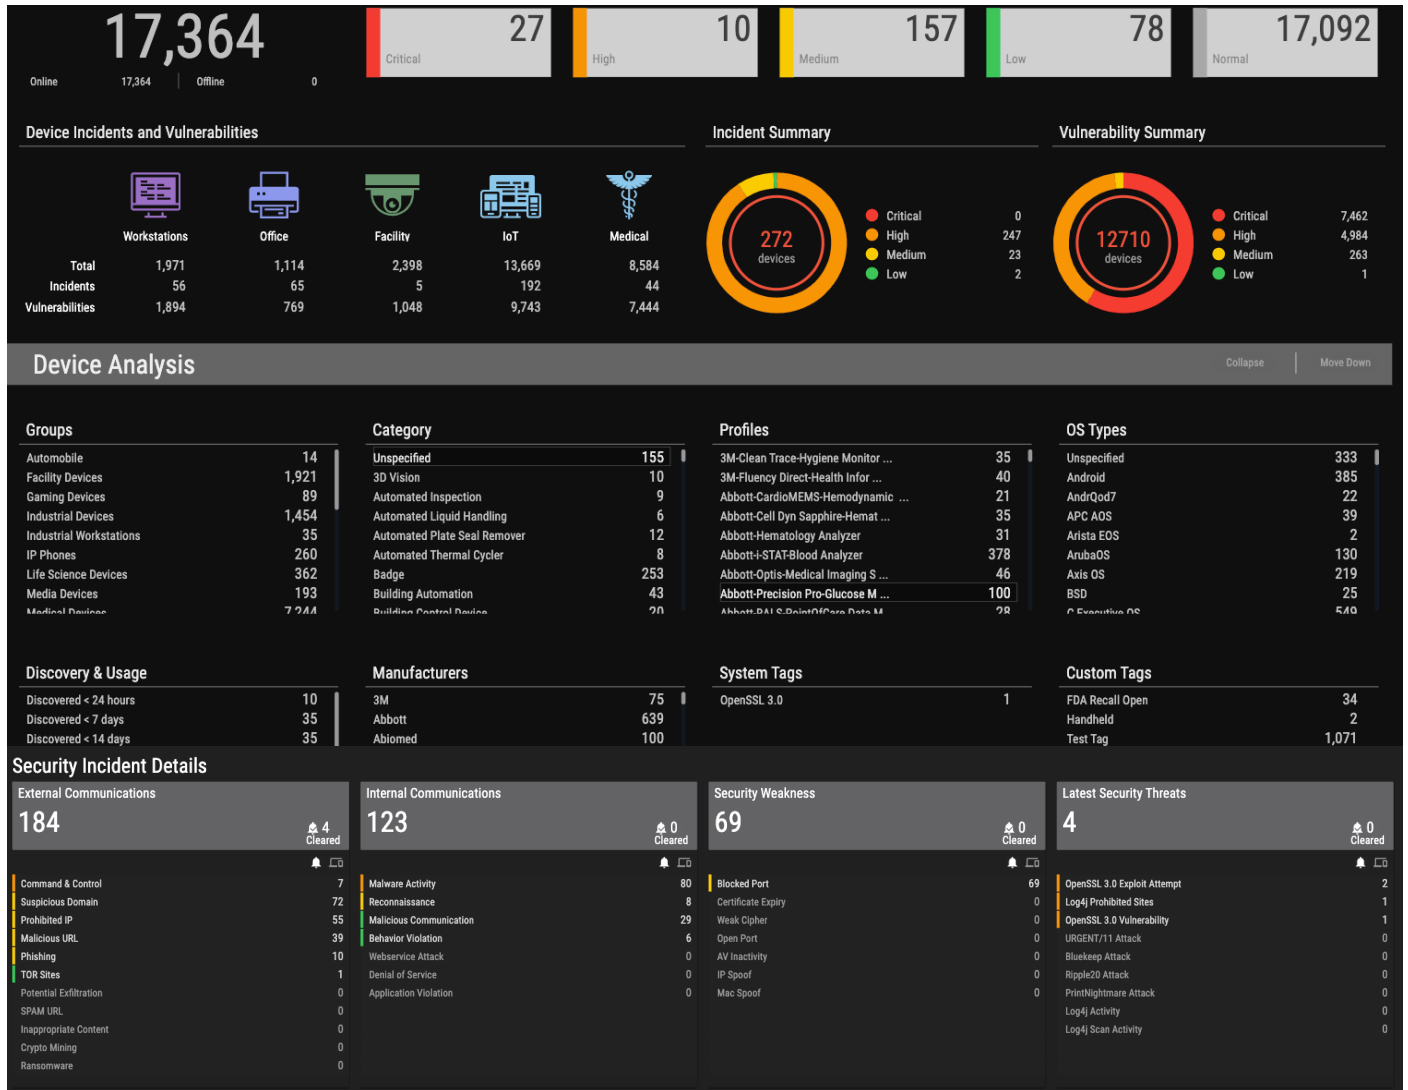 17,364
27
Critical
10
High
157
Medium
78
Low
17,092
Normal
Online 17,364 Offline 0
Device Incidents and Vulnerabilities
Workstations Office Facility IoT Medical
Total 1,971 1,114 2,398 13,669 8,584
Incidents 56 65 5 192 44
Vulnerabilities 1,894 769 1,048 9,743 7,444
Incident Summary
272
devices
Critical 0
High 247
Medium 23
Low 2
Vulnerability Summary
12710
devices
Critical 7,462
High 4,984
Medium 263
Low 1
Device Analysis
Collapse Move Down
Groups
Automobile 14
Facility Devices 1,921
Gaming Devices 89
Industrial Devices 1,454
Industrial Workstations 35
IP Phones 260
Life Science Devices 362
Media Devices 193
Medical Devices 7,244
Category
Unspecified 155
3D Vision 10
Automated Inspection 9
Automated Liquid Handling 6
Automated Plate Seal Remover 12
Automated Thermal Cycler 8
Badge 253
Building Automation 43
Building Control Device 20
Profiles
3M-Clean Trace-Hygiene Monitor ... 35
3M-Fluency Direct-Health Infor ... 40
Abbott-CardioMEMS-Hemodynamic ... 21
Abbott-Cell Dyn Sapphire-Hemat ... 35
Abbott-Hematology Analyzer 31
Abbott-i-STAT-Blood Analyzer 378
Abbott-Optis-Medical Imaging S ... 46
Abbott-Precision Pro-Glucose M ... 100
Abbott-RALS-PointOfCare Data M 28
OS Types
Unspecified 333
Android 385
AndrQod7 22
APC AOS 39
Arista EOS 2
ArubaOS 130
Axis OS 219
BSD 25
C Executive OS 549
Discovery & Usage
Discovered < 24 hours 10
Discovered < 7 days 35
Discovered < 14 days 35
Manufacturers
3M 75
Abbott 639
Abiomed 100
System Tags
OpenSSL 3.0 1
Custom Tags
FDA Recall Open 34
Handheld 2
Test Tag 1,071
Security Incident Details
External Communications
184
4
Cleared
Command & Control 7
Suspicious Domain 72
Prohibited IP 55
Malicious URL 39
Phishing 10
TOR Sites 1
Potential Exfiltration 0
SPAM URL 0
Inappropriate Content 0
Crypto Mining 0
Ransomware 0
Internal Communications
123
0
Cleared
Malware Activity 80
Reconnaissance 8
Malicious Communication 29
Behavior Violation 6
Webservice Attack 0
Denial of Service 0
Application Violation 0
Security Weakness
69
0
Cleared
Blocked Port 69
Certificate Expiry 0
Weak Cipher 0
Open Port 0
AV Inactivity 0
IP Spoof 0
Mac Spoof 0
Latest Security Threats
4
0
Cleared
OpenSSL 3.0 Exploit Attempt 2
Log4j Prohibited Sites 1
OpenSSL 3.0 Vulnerability 1
URGENT/11 Attack 0
Bluekeep Attack 0
Ripple20 Attack 0
PrintNightmare Attack 0
Log4j Activity 0
Log4j Scan Activity 0